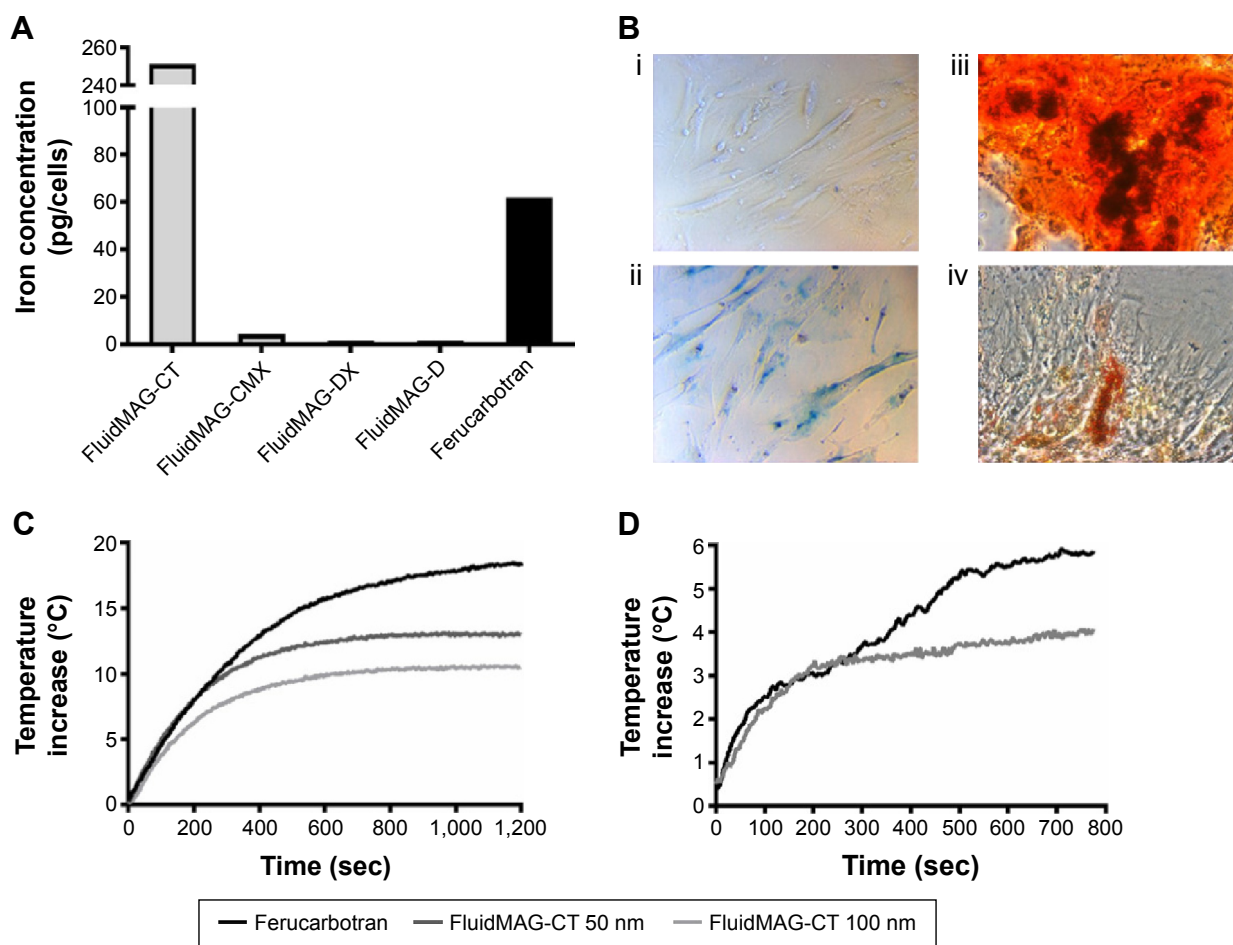 A
Iron concentration
(pg/cells)
260
240
100
80
60
40
20
0
FluidMAG-CT
FluidMAG-CMX
FluidMAG-DX
FluidMAG-D
Ferucarbotran
B
i
ii
iii
iv
C
Temperature
increase (°C)
20
15
10
5
0
0 200 400 600 800 1,000 1,200
Time (sec)
D
Temperature
increase (°C)
6
5
4
3
2
1
0
0 100 200 300 400 500 600 700 800
Time (sec)
Ferucarbotran FluidMAG-CT 50 nm FluidMAG-CT 100 nm